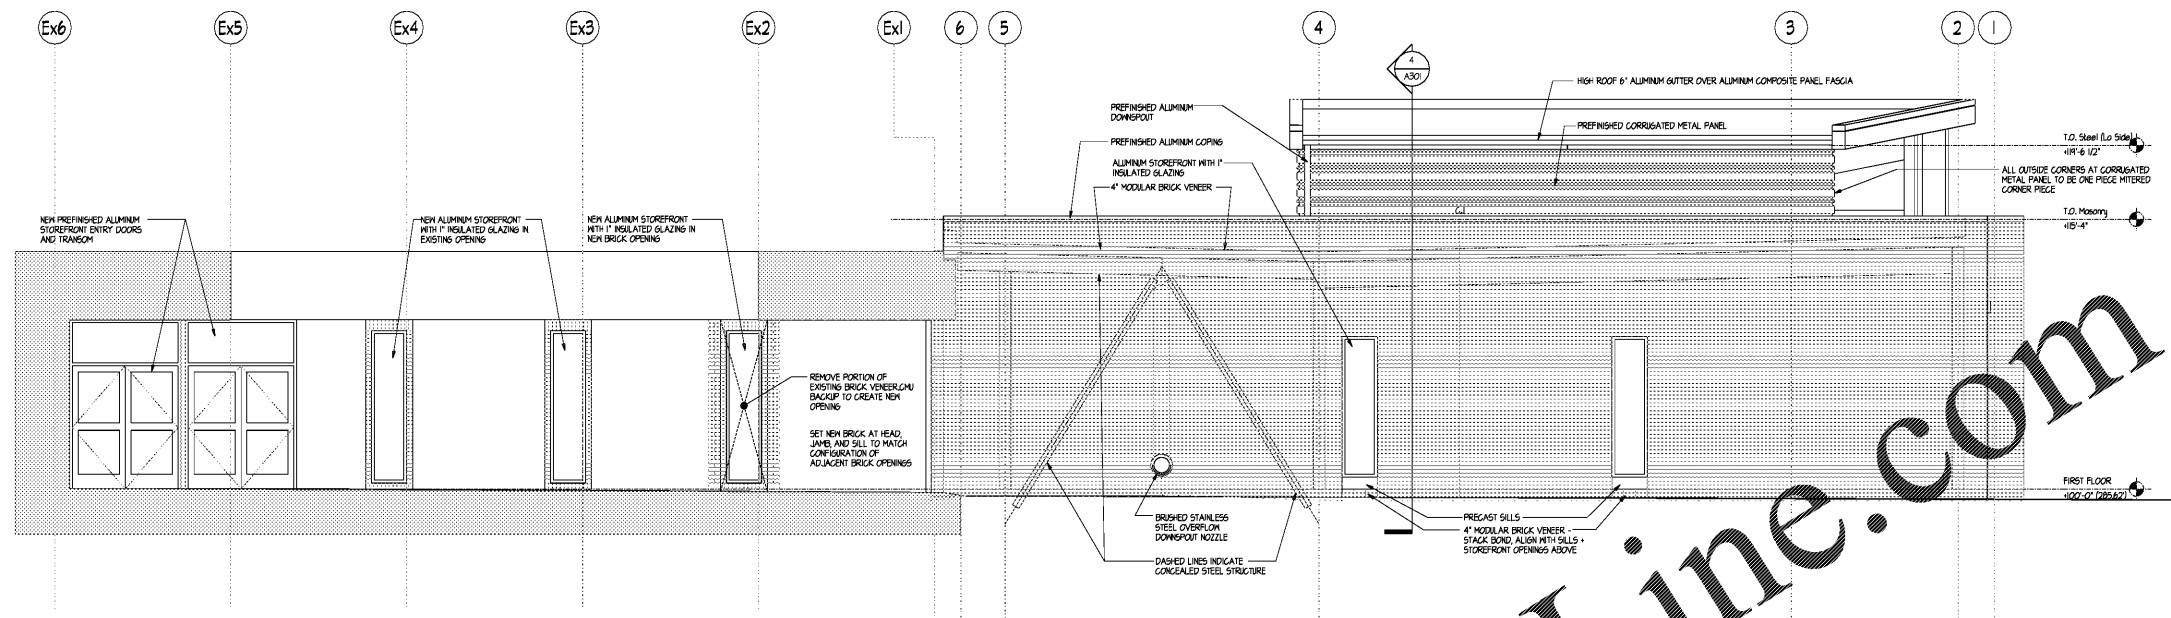 Ex6
Ex5
Ex4
Ex3
Ex2
Ex1
6
5
4
3
2
1
4
A301
HIGH ROOF 6" ALUMINUM GUTTER OVER ALUMINUM COMPOSITE PANEL FASCIA
PREFINISHED ALUMINUM
DOWNSPOUT
PREFINISHED CORRUGATED METAL PANEL
PREFINISHED ALUMINUM COPING
T.O. Steel (Lo Side)
+119'-6 1/2"
ALUMINUM STOREFRONT WITH 1"
INSULATED GLAZING
4" MODULAR BRICK VENEER
ALL OUTSIDE CORNERS AT CORRUGATED
METAL PANEL TO BE ONE PIECE MITERED
CORNER PIECE
CJ
T.O. Masonry
+115'-4"
NEW PREFINISHED ALUMINUM
STOREFRONT ENTRY DOORS
AND TRANSOM
NEW ALUMINUM STOREFRONT
WITH 1" INSULATED GLAZING IN
EXISTING OPENING
NEW ALUMINUM STOREFRONT
WITH 1" INSULATED GLAZING IN
NEW BRICK OPENING
REMOVE PORTION OF
EXISTING BRICK VENEER,CMU
BACKUP TO CREATE NEW
OPENING
SET NEW BRICK AT HEAD,
JAMB, AND SILL TO MATCH
CONFIGURATION OF
ADJACENT BRICK OPENINGS
FIRST FLOOR
+100'-0" (285.62')
BRUSHED STAINLESS
STEEL OVERFLOW
DOWNSPOUT NOZZLE
PRECAST SILLS
4" MODULAR BRICK VENEER -
STACK BOND, ALIGN WITH SILLS +
STOREFRONT OPENINGS ABOVE
DASHED LINES INDICATE
CONCEALED STEEL STRUCTURE
Line.com